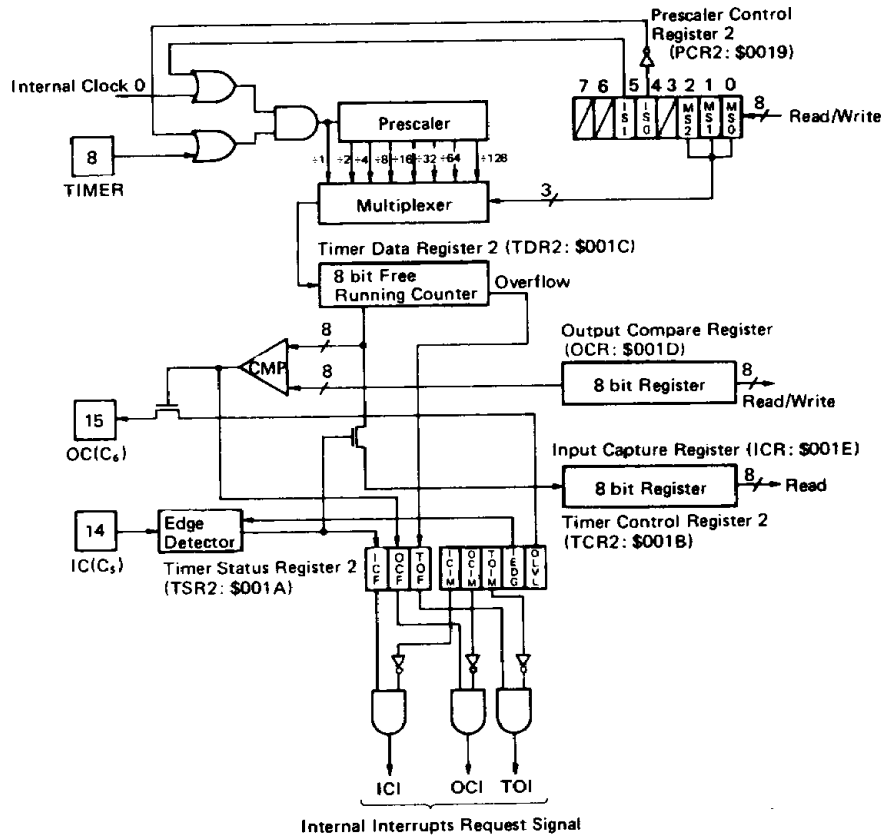 Prescaler Control
Register 2
(PCR2: $0019)
Internal Clock 0
7 6 5 4 3 2 1 0
IS1 IS0 MS2 MS1 MS0
8
Read/Write
Prescaler
÷1 ÷2 ÷4 ÷8 ÷16 ÷32 ÷64 ÷128
8
TIMER
Multiplexer
3
Timer Data Register 2 (TDR2: $001C)
8 bit Free
Running Counter
Overflow
8
CMP
8
Output Compare Register
(OCR: $001D)
8 bit Register
8
Read/Write
15
OC(C₆)
Input Capture Register (ICR: $001E)
8 bit Register
8
Read
14
IC(C₅)
Edge
Detector
Timer Control Register 2
(TCR2: $001B)
Timer Status Register 2
(TSR2: $001A)
ICF OCF TOF
ICIM OCIM TOIM IEDG OLVL
ICI OCI TOI
Internal Interrupts Request Signal